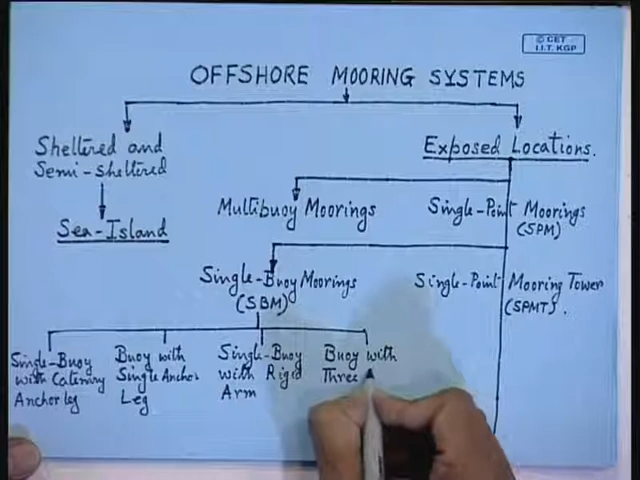 © CET
I.I.T. KGP
OFFSHORE MOORING SYSTEMS
Sheltered and
Semi-sheltered
Exposed Locations.
Sea-Island
Multibuoy Moorings
Single-Point Moorings
(SPM)
Single-Buoy Moorings
(SBM)
Single-Point Mooring Tower
(SPMT).
Single-Buoy
with Catenary
Anchor leg
Buoy with
Single Anchor
Leg
Single-Buoy
with Rigid
Arm
Buoy with
Three